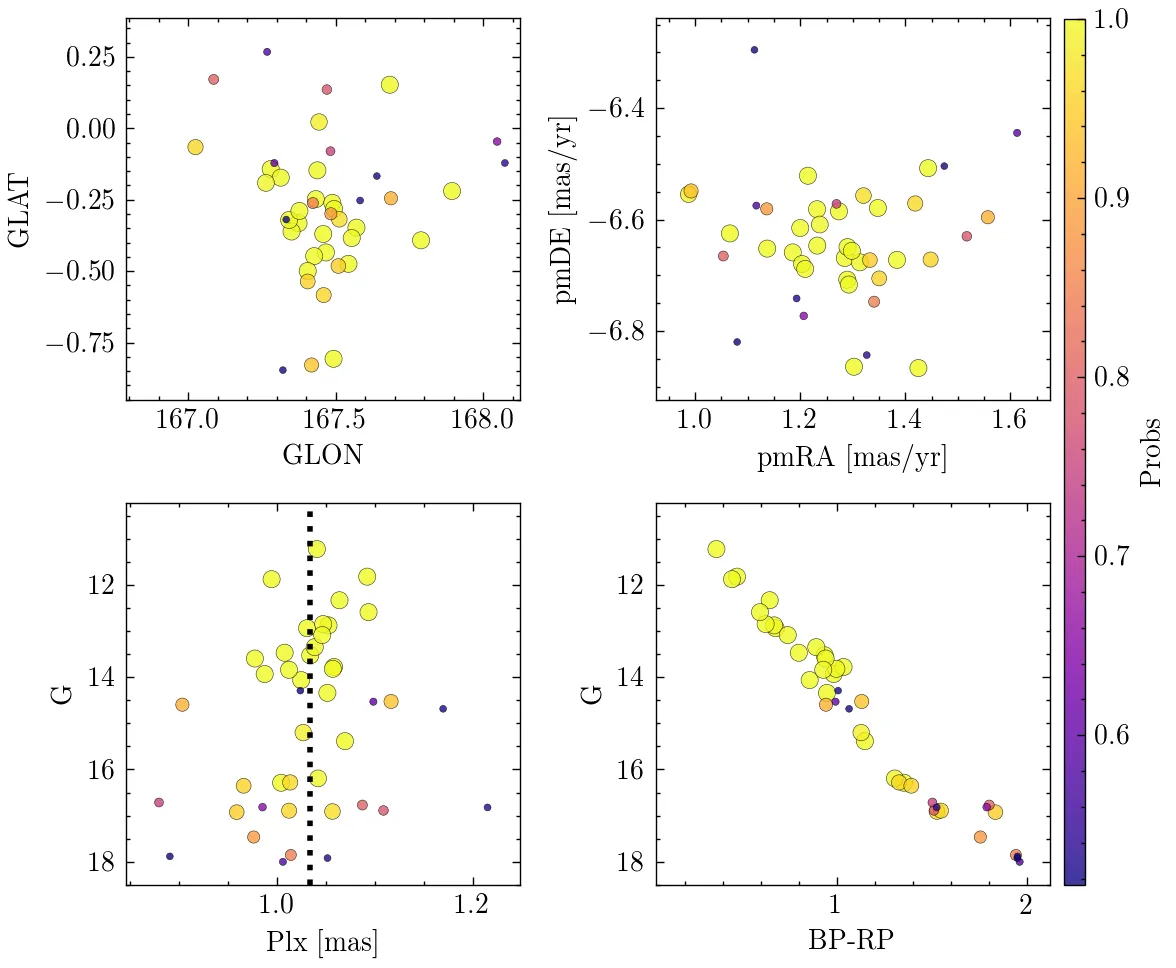 0.25
0.00
−0.25
−0.50
−0.75
GLAT
167.0 167.5 168.0
GLON
−6.4
−6.6
−6.8
pmDE [mas/yr]
1.0 1.2 1.4 1.6
pmRA [mas/yr]
1.0
0.9
0.8
0.7
0.6
Probs
12
14
16
18
G
1.0 1.2
Plx [mas]
12
14
16
18
G
1 2
BP-RP